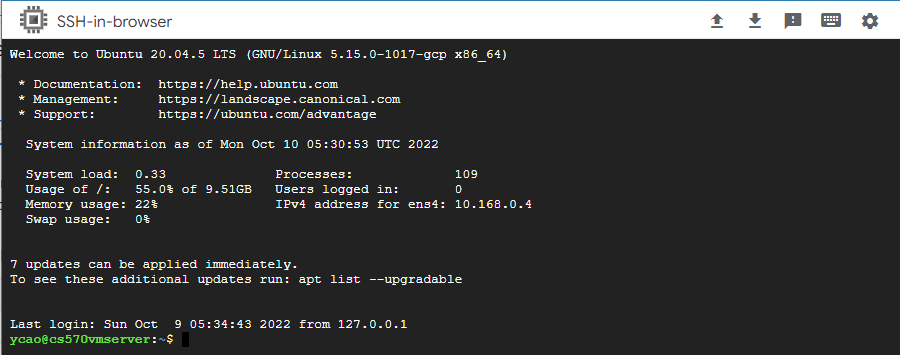 SSH-in-browser
Welcome to Ubuntu 20.04.5 LTS (GNU/Linux 5.15.0-1017-gcp x86_64)
* Documentation:  https://help.ubuntu.com
* Management:     https://landscape.canonical.com
* Support:        https://ubuntu.com/advantage
System information as of Mon Oct 10 05:30:53 UTC 2022
System load:  0.33               Processes:             109
Usage of /:   55.0% of 9.51GB   Users logged in:       0
Memory usage: 22%               IPv4 address for ens4: 10.168.0.4
Swap usage:   0%
7 updates can be applied immediately.
To see these additional updates run: apt list --upgradable
Last login: Sun Oct  9 05:34:43 2022 from 127.0.0.1
ycao@cs570vmserver:~$